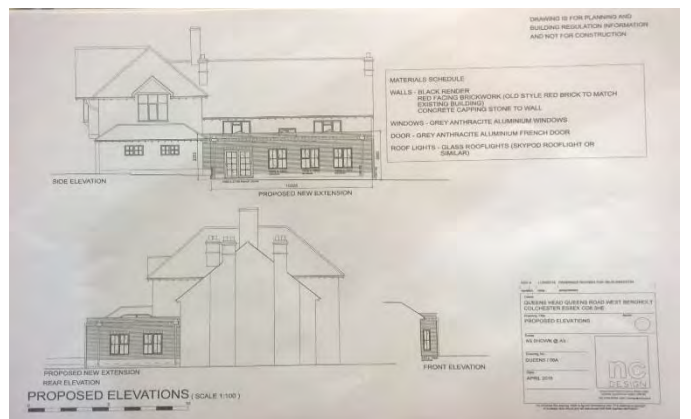 DRAWING IS FOR PLANNING AND
BUILDING REGULATION INFORMATION
AND NOT FOR CONSTRUCTION
MATERIALS SCHEDULE
WALLS - BLACK RENDER
RED FACING BRICKWORK (OLD STYLE RED BRICK TO MATCH
EXISTING BUILDING)
CONCRETE CAPPING STONE TO WALL
WINDOWS - GREY ANTHRACITE ALUMINIUM WINDOWS
DOOR - GREY ANTHRACITE ALUMINIUM FRENCH DOOR
ROOF LIGHTS - GLASS ROOFLIGHTS (SKYPOD ROOFLIGHT OR
SIMILAR)
SIDE ELEVATION
PROPOSED NEW EXTENSION
PROPOSED NEW EXTENSION
REAR ELEVATION
FRONT ELEVATION
PROPOSED ELEVATIONS ( SCALE 1:100 )
QUEENS HEAD QUEENS ROAD WEST BERGHOLT
COLCHESTER ESSEX
PROPOSED ELEVATIONS
AS SHOWN @
QUEENS /
APRIL
nc
DESIGN